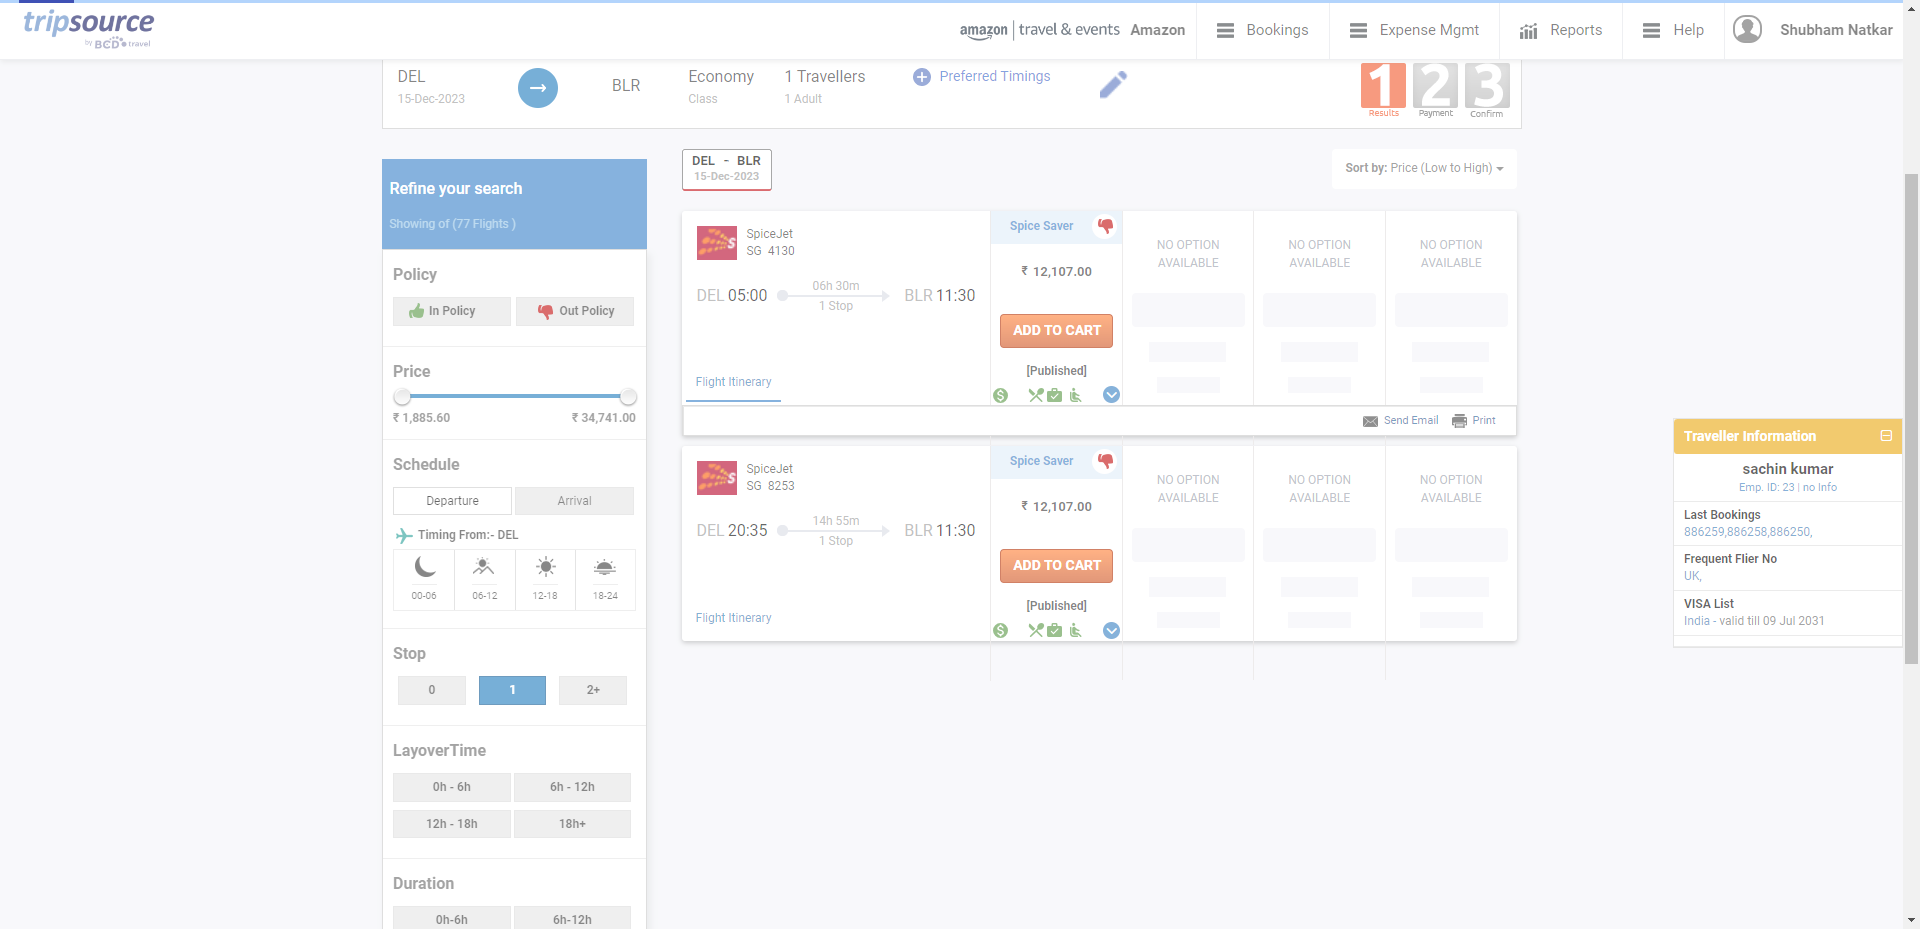 tripsource
by BCD travel
amazon | travel & events Amazon
Bookings
Expense Mgmt
Reports
Help
Shubham Natkar
DEL
15-Dec-2023
BLR
Economy
Class
1 Travellers
1 Adult
Preferred Timings
1
Results
2
Payment
3
Confirm
Refine your search
Showing of (77 Flights )
Policy
In Policy
Out Policy
Price
₹ 1,885.60
₹ 34,741.00
Schedule
Departure
Arrival
Timing From:- DEL
00-06
06-12
12-18
18-24
Stop
0
1
2+
LayoverTime
0h - 6h
6h - 12h
12h - 18h
18h+
Duration
0h-6h
6h-12h
DEL - BLR
15-Dec-2023
Sort by: Price (Low to High)
SpiceJet
SG 4130
DEL 05:00
06h 30m
1 Stop
BLR 11:30
Flight Itinerary
Spice Saver
₹ 12,107.00
ADD TO CART
[Published]
NO OPTION
AVAILABLE
NO OPTION
AVAILABLE
NO OPTION
AVAILABLE
Send Email
Print
SpiceJet
SG 8253
DEL 20:35
14h 55m
1 Stop
BLR 11:30
Flight Itinerary
Spice Saver
₹ 12,107.00
ADD TO CART
[Published]
NO OPTION
AVAILABLE
NO OPTION
AVAILABLE
NO OPTION
AVAILABLE
Traveller Information
sachin kumar
Emp. ID: 23 | no Info
Last Bookings
886259,886258,886250,
Frequent Flier No
UK,
VISA List
India - valid till 09 Jul 2031